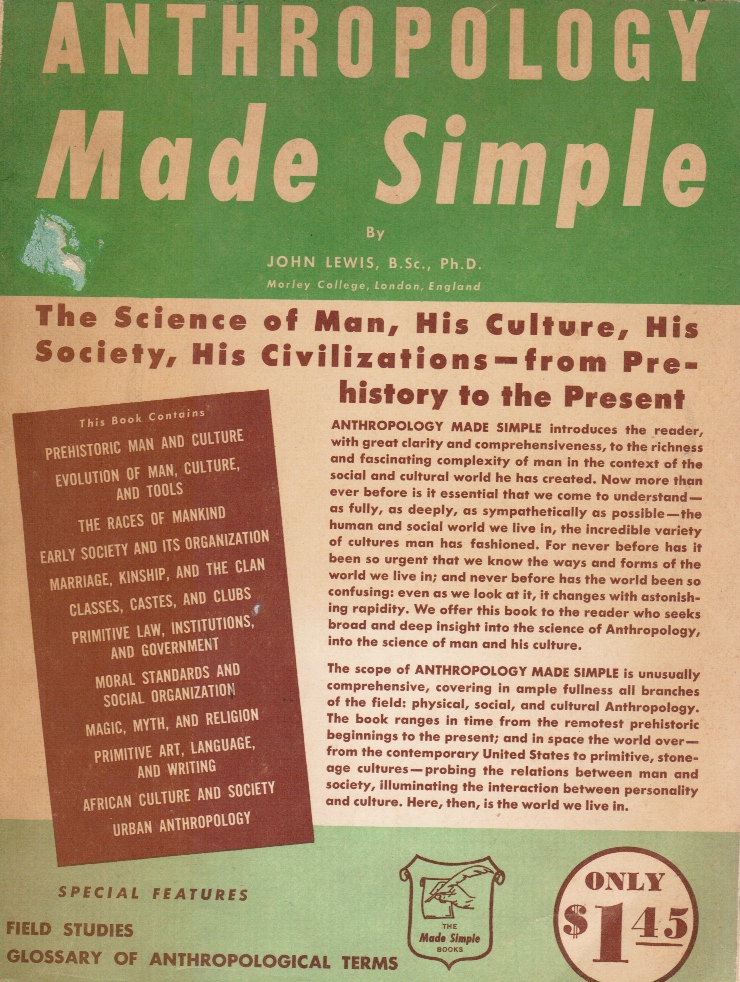 ANTHROPOLOGY
Made Simple
By
JOHN LEWIS, B.Sc., Ph.D.
Morley College, London, England
The Science of Man, His Culture, His
Society, His Civilizations—from Pre-
history to the Present
This Book Contains
PREHISTORIC MAN AND CULTURE
EVOLUTION OF MAN, CULTURE,
AND TOOLS
THE RACES OF MANKIND
EARLY SOCIETY AND ITS ORGANIZATION
MARRIAGE, KINSHIP, AND THE CLAN
CLASSES, CASTES, AND CLUBS
PRIMITIVE LAW, INSTITUTIONS,
AND GOVERNMENT
MORAL STANDARDS AND
SOCIAL ORGANIZATION
MAGIC, MYTH, AND RELIGION
PRIMITIVE ART, LANGUAGE,
AND WRITING
AFRICAN CULTURE AND SOCIETY
URBAN ANTHROPOLOGY
ANTHROPOLOGY MADE SIMPLE introduces the reader,
with great clarity and comprehensiveness, to the richness
and fascinating complexity of man in the context of the
social and cultural world he has created. Now more than
ever before is it essential that we come to understand—
as fully, as deeply, as sympathetically as possible—the
human and social world we live in, the incredible variety
of cultures man has fashioned. For never before has it
been so urgent that we know the ways and forms of the
world we live in; and never before has the world been so
confusing: even as we look at it, it changes with astonish-
ing rapidity. We offer this book to the reader who seeks
broad and deep insight into the science of Anthropology,
into the science of man and his culture.
The scope of ANTHROPOLOGY MADE SIMPLE is unusually
comprehensive, covering in ample fullness all branches
of the field: physical, social, and cultural Anthropology.
The book ranges in time from the remotest prehistoric
beginnings to the present; and in space the world over—
from the contemporary United States to primitive, stone-
age cultures—probing the relations between man and
society, illuminating the interaction between personality
and culture. Here, then, is the world we live in.
SPECIAL FEATURES
FIELD STUDIES
GLOSSARY OF ANTHROPOLOGICAL TERMS
THE
Made Simple
BOOKS
ONLY
$1.45